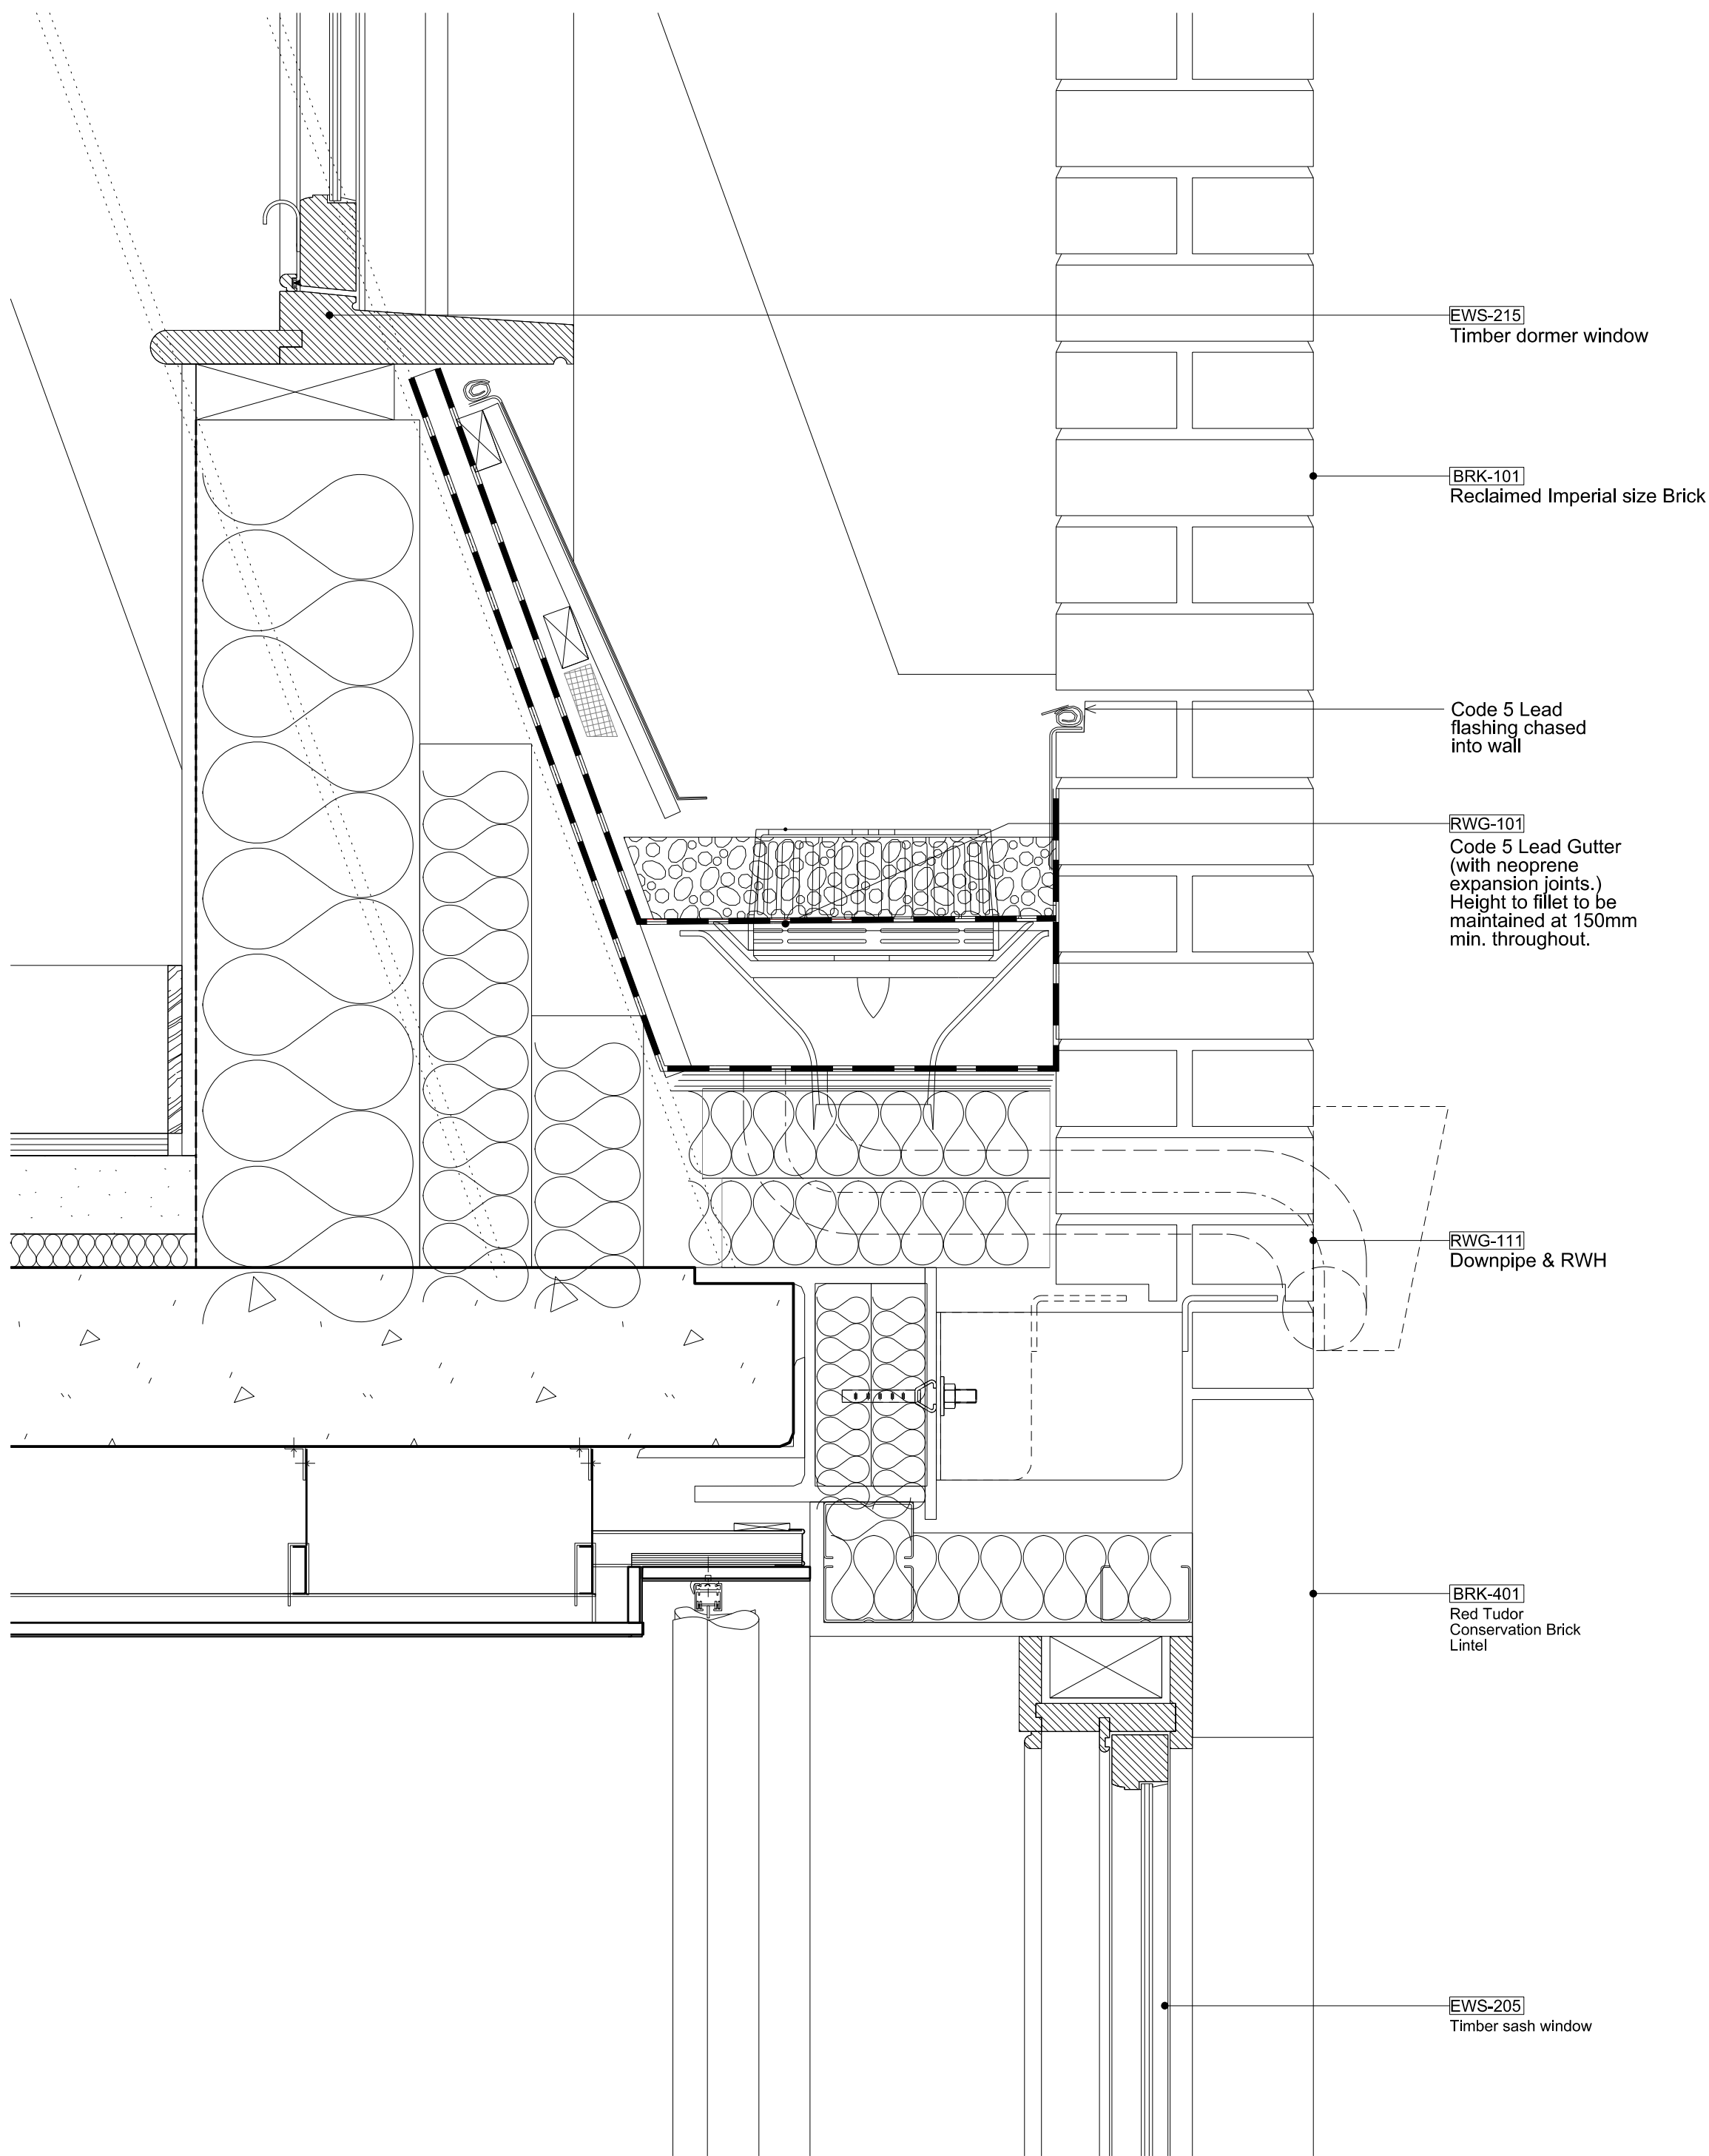 EWS-215
Timber dormer window
BRK-101
Reclaimed Imperial size Brick
Code 5 Lead
flashing chased
into wall
RWG-101
Code 5 Lead Gutter
(with neoprene
expansion joints.)
Height to fillet to be
maintained at 150mm
min. throughout.
RWG-111
Downpipe & RWH
BRK-401
Red Tudor
Conservation Brick
Lintel
EWS-205
Timber sash window